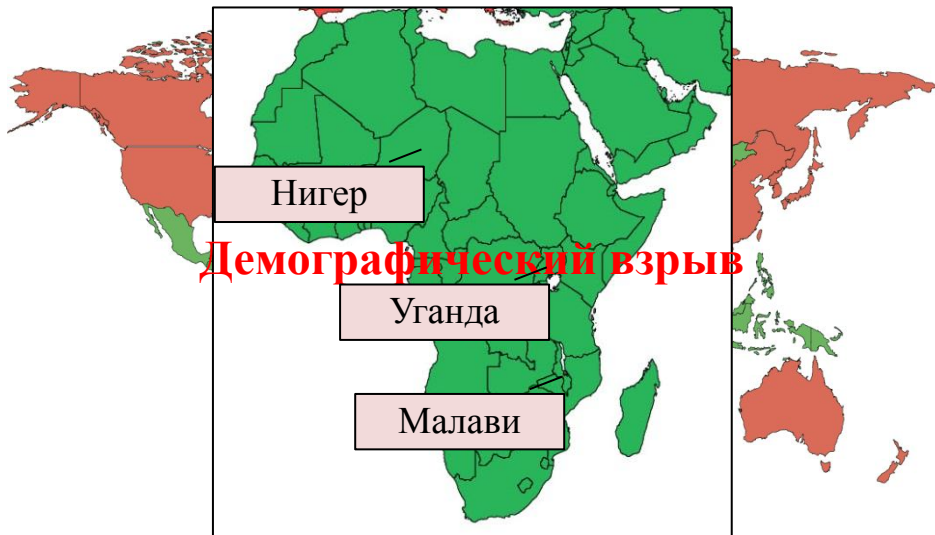 Нигер
Демографический взрыв
Уганда
Малави